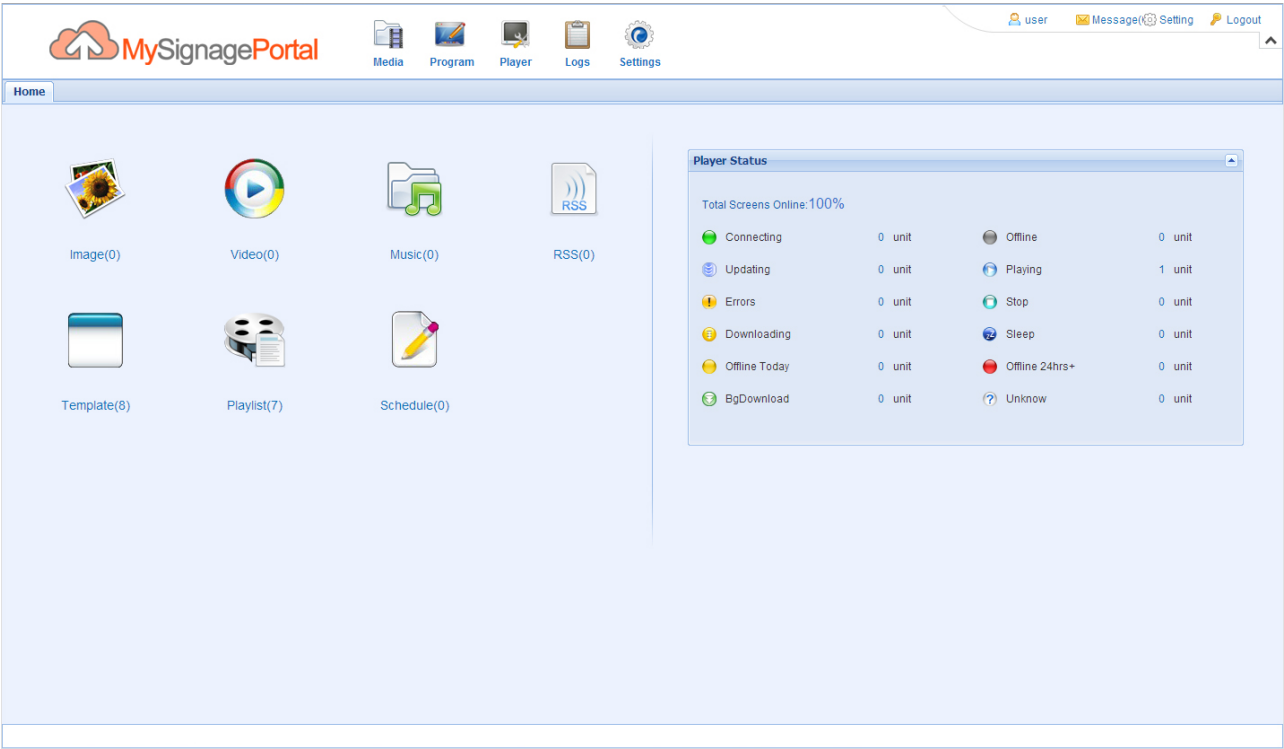 MySignagePortal
Media Program Player Logs Settings
user Message( Setting Logout
Home
Player Status
Total Screens Online:100%
Connecting 0 unit Offline 0 unit
Updating 0 unit Playing 1 unit
Errors 0 unit Stop 0 unit
Downloading 0 unit Sleep 0 unit
Offline Today 0 unit Offline 24hrs+ 0 unit
BgDownload 0 unit Unknow 0 unit
RSS
Image(0) Video(0) Music(0) RSS(0)
Template(8) Playlist(7) Schedule(0)